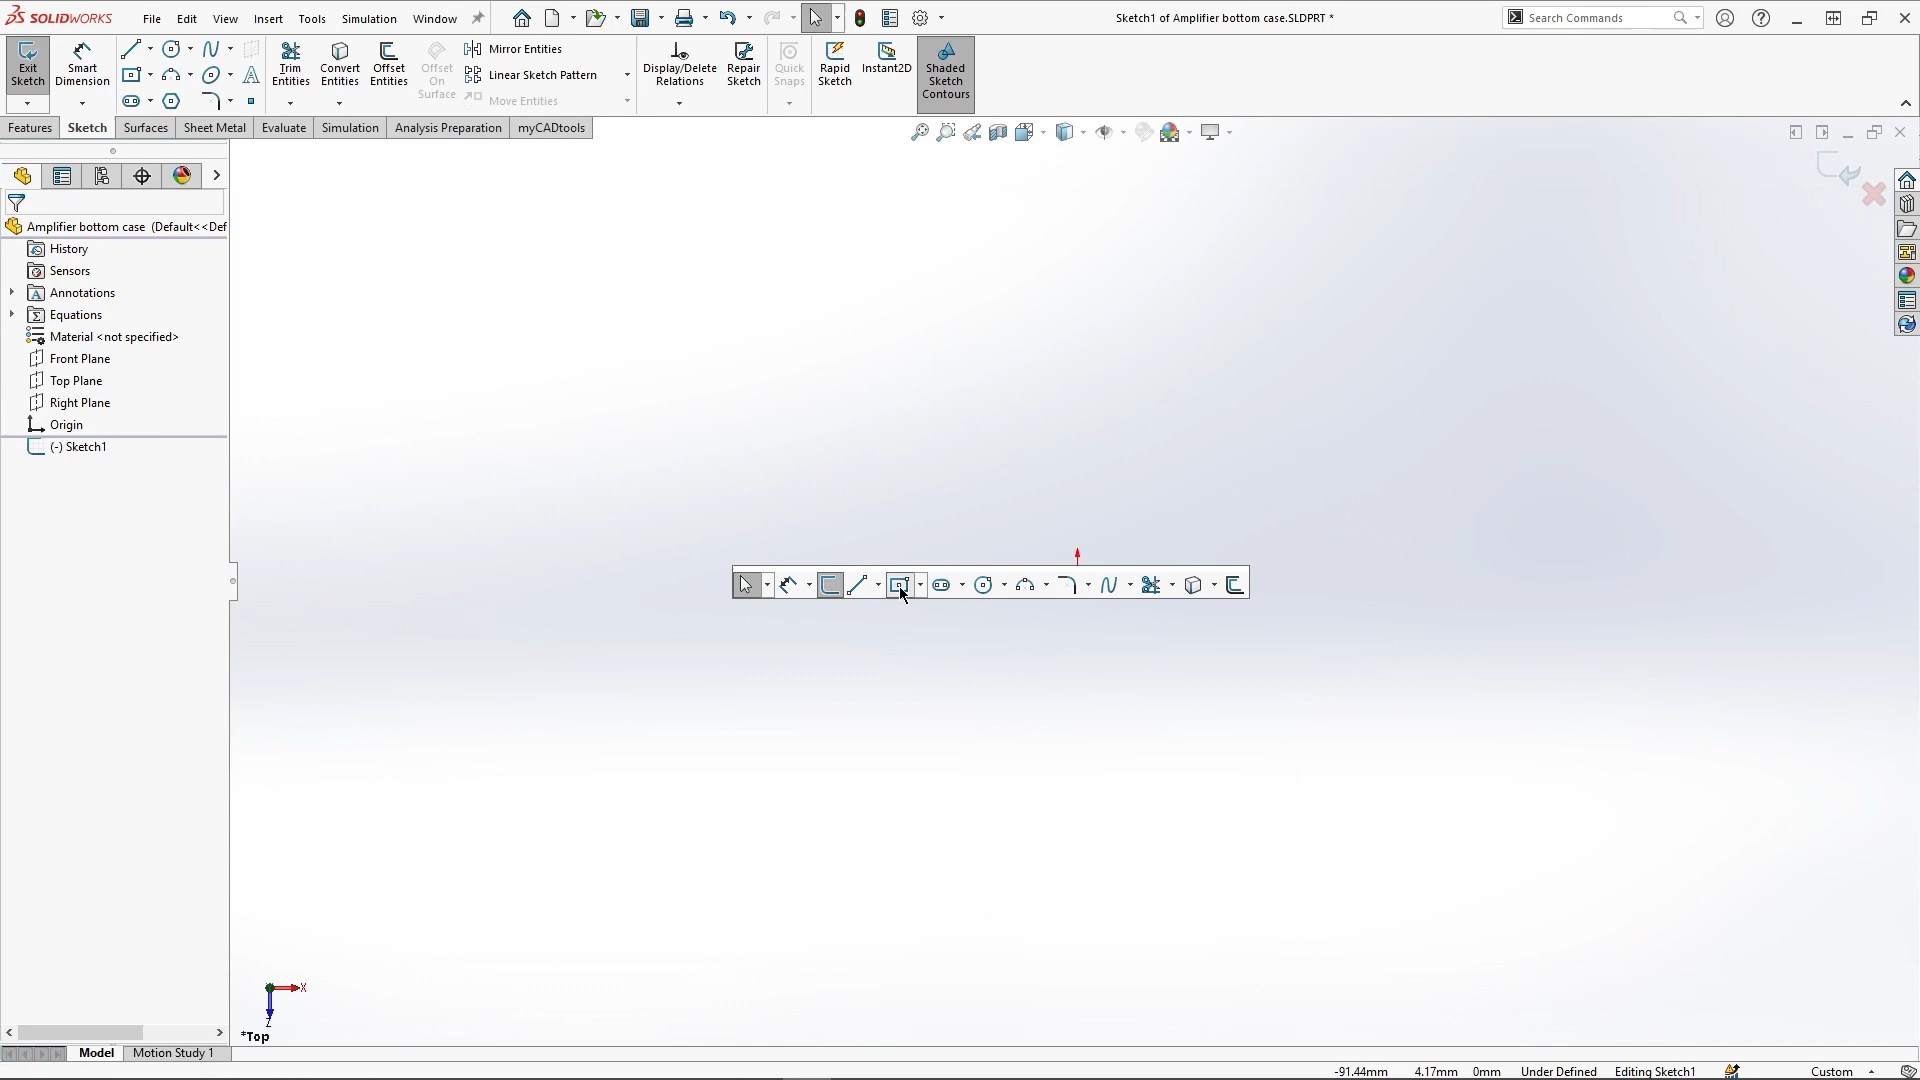 SOLIDWORKS File Edit View Insert Tools Simulation Window Sketch1 of Amplifier bottom case.SLDPRT * Search Commands
Exit Sketch
Smart Dimension
Trim Entities
Convert Entities
Offset Entities
Offset On Surface
Mirror Entities
Linear Sketch Pattern
Move Entities
Display/Delete Relations
Repair Sketch
Quick Snaps
Rapid Sketch
Instant2D
Shaded Sketch Contours
Features Sketch Surfaces Sheet Metal Evaluate Simulation Analysis Preparation myCADtools
Amplifier bottom case (Default<<Def
History
Sensors
Annotations
Equations
Material <not specified>
Front Plane
Top Plane
Right Plane
Origin
(-) Sketch1
X
Z
*Top
Model Motion Study 1
-91.44mm 4.17mm 0mm Under Defined Editing Sketch1 Custom